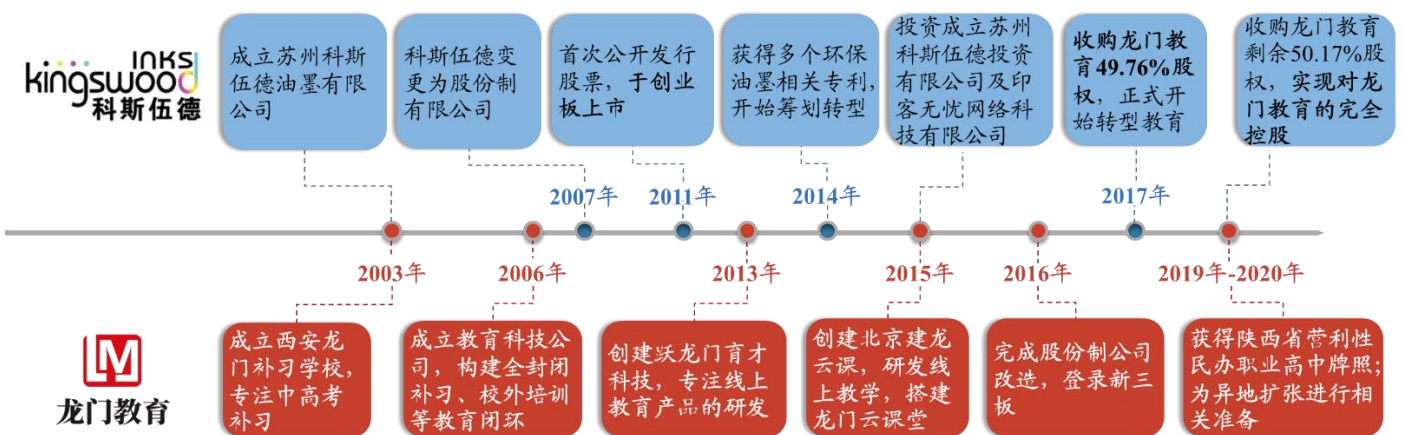 INKS
kingswood
科斯伍德
成立苏州科斯
伍德油墨有限
公司
科斯伍德变
更为股份制
有限公司
首次公开发行
股票，于创业
板上市
获得多个环保
油墨相关专利，
开始筹划转型
投资成立苏州
科斯伍德投资
有限公司及印
客无忧网络科
技有限公司
收购龙门教
育49.76%股
权，正式开
始转型教育
收购龙门教育
剩余50.17%股
权，实现对龙
门教育的完全
控股
2007年
2011年
2014年
2017年
2003年
2006年
2013年
2015年
2016年
2019年-2020年
龙门教育
成立西安龙
门补习学校，
专注中高考
补习
成立教育科技公
司，构建全封闭
补习、校外培训
等教育闭环
创建跃龙门育才
科技，专注线上
教育产品的研发
创建北京建龙
云课，研发线
上教学，搭建
龙门云课堂
完成股份制公司
改造，登录新三
板
获得陕西省营利性
民办职业高中牌照；
为异地扩张进行相
关准备